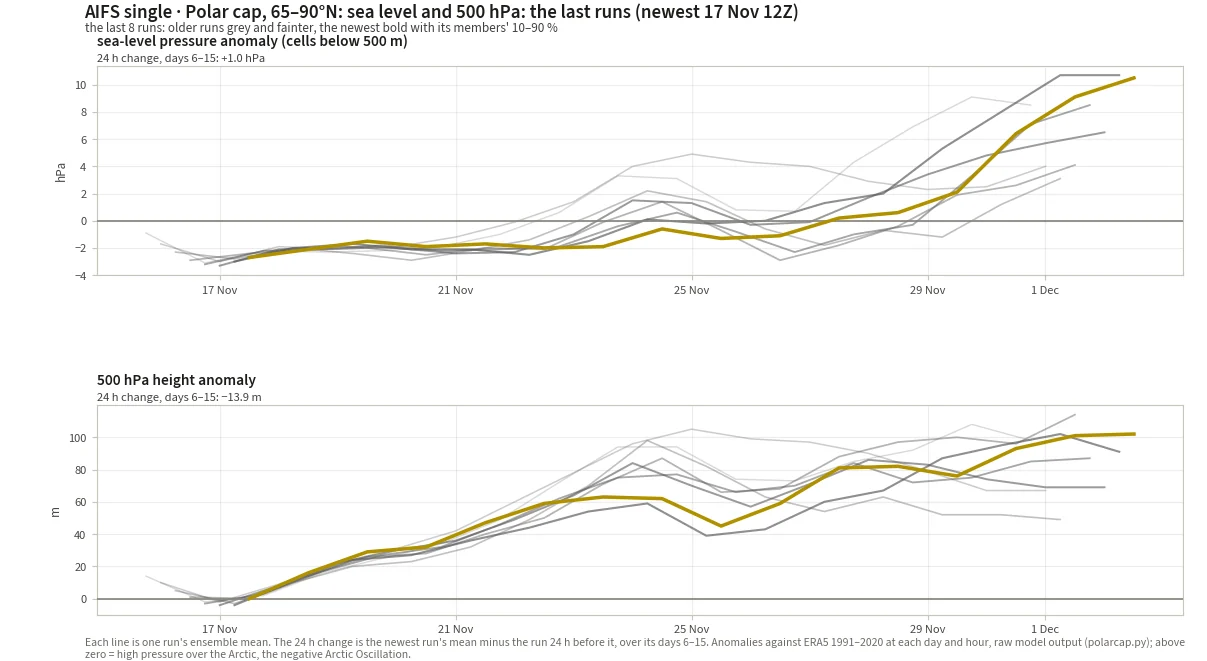 AIFS single · Polar cap, 65–90°N: sea level and 500 hPa: the last runs (newest 17 Nov 12Z)
the last 8 runs: older runs grey and fainter, the newest bold with its members' 10–90 %
sea-level pressure anomaly (cells below 500 m)
24 h change, days 6–15: +1.0 hPa
10
8
6
4
2
0
−2
−4
hPa
17 Nov
21 Nov
25 Nov
29 Nov
1 Dec
500 hPa height anomaly
24 h change, days 6–15: −13.9 m
100
80
60
40
20
0
m
17 Nov
21 Nov
25 Nov
29 Nov
1 Dec
Each line is one run's ensemble mean. The 24 h change is the newest run's mean minus the run 24 h before it, over its days 6–15. Anomalies against ERA5 1991–2020 at each day and hour, raw model output (polarcap.py); above
zero = high pressure over the Arctic, the negative Arctic Oscillation.